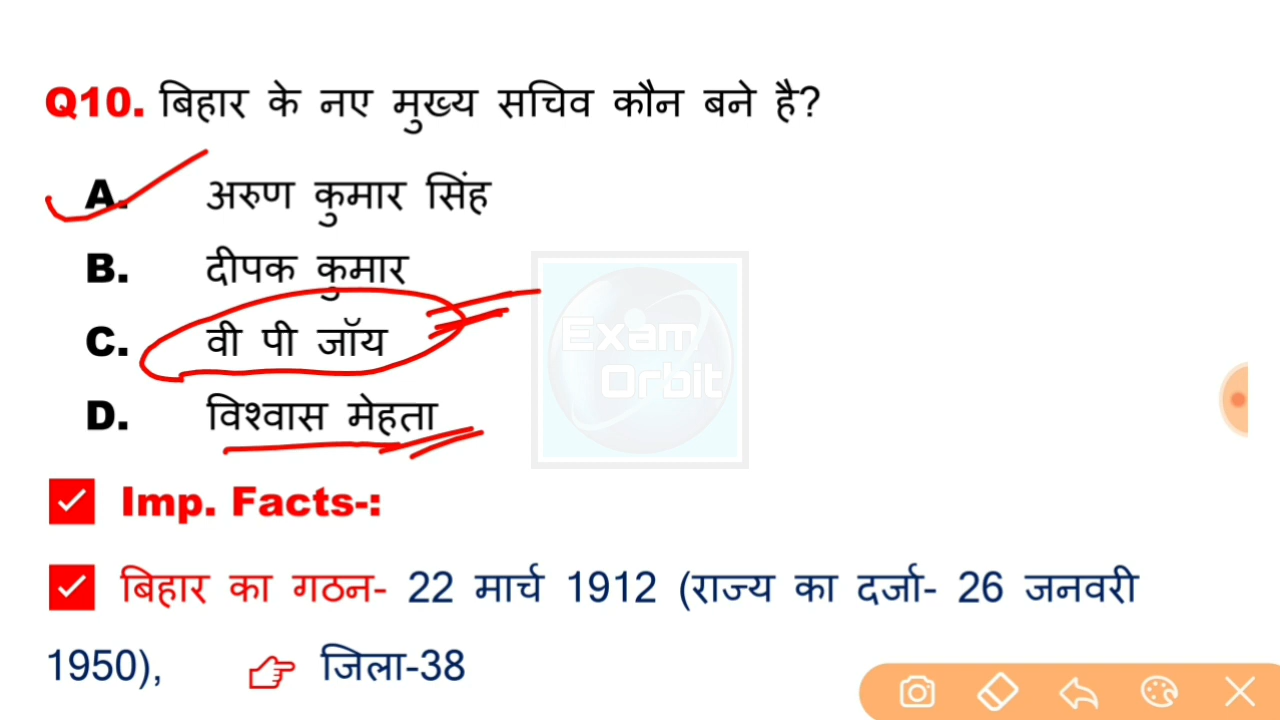 Q10. बिहार के नए मुख्य सचिव कौन बने है?
A. अरुण कुमार सिंह
B. दीपक कुमार
C. वी पी जॉय
D. विश्वास मेहता
Exam
Orbit
Imp. Facts-:
बिहार का गठन- 22 मार्च 1912 (राज्य का दर्जा- 26 जनवरी
1950), जिला-38